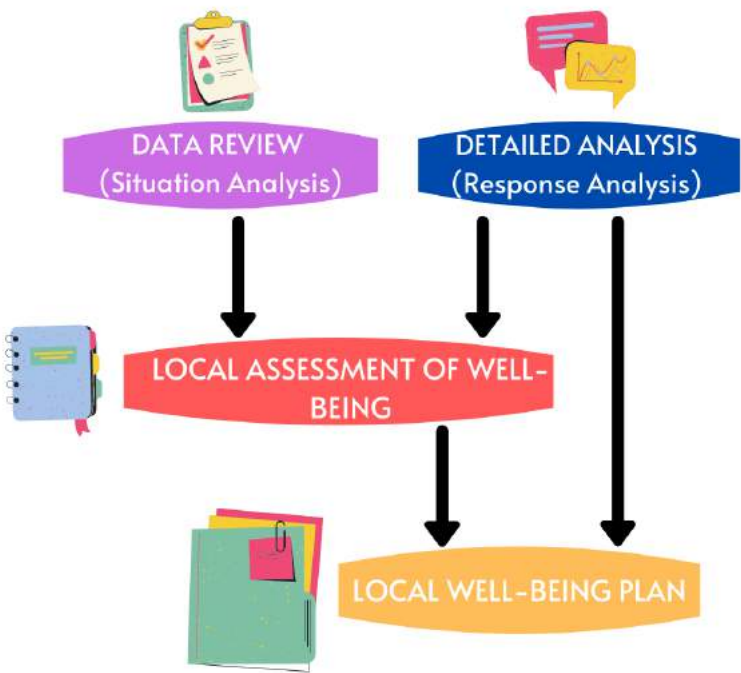 DATA REVIEW
(Situation Analysis)
DETAILED ANALYSIS
(Response Analysis)
LOCAL ASSESSMENT OF WELL-
BEING
LOCAL WELL-BEING PLAN